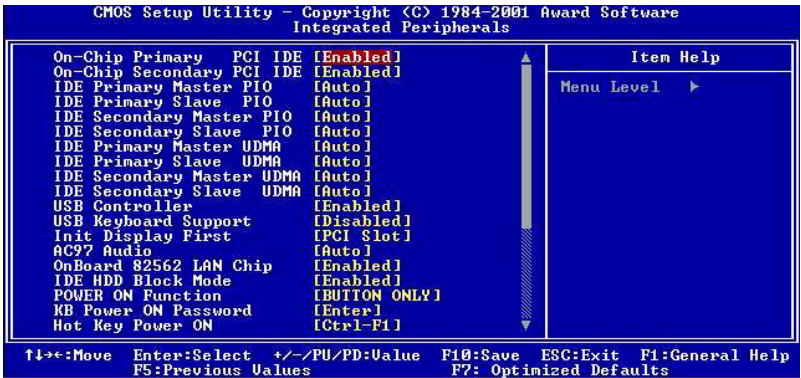 CMOS Setup Utility - Copyright (C) 1984-2001 Award Software
Integrated Peripherals
On-Chip Primary PCI IDE [Enabled]
On-Chip Secondary PCI IDE [Enabled]
IDE Primary Master PIO [Auto]
IDE Primary Slave PIO [Auto]
IDE Secondary Master PIO [Auto]
IDE Secondary Slave PIO [Auto]
IDE Primary Master UDMA [Auto]
IDE Primary Slave UDMA [Auto]
IDE Secondary Master UDMA [Auto]
IDE Secondary Slave UDMA [Auto]
USB Controller [Enabled]
USB Keyboard Support [Disabled]
Init Display First [PCI Slot]
AC97 Audio [Auto]
OnBoard 82562 LAN Chip [Enabled]
IDE HDD Block Mode [Enabled]
POWER ON Function [BUTTON ONLY]
KB Power ON Password [Enter]
Hot Key Power ON [Ctrl-F1]
Item Help
Menu Level ▶
↑↓→←:Move Enter:Select +/-/PU/PD:Value F10:Save ESC:Exit F1:General Help
F5:Previous Values F7: Optimized Defaults